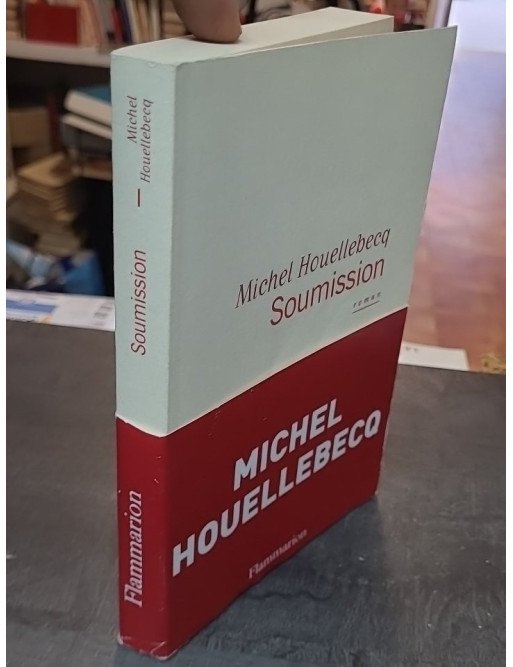 Michel
Houellebecq
Soumission
Flammarion
Michel Houellebecq
Soumission
roman
MICHEL
HOUELLEBECQ
Flammarion